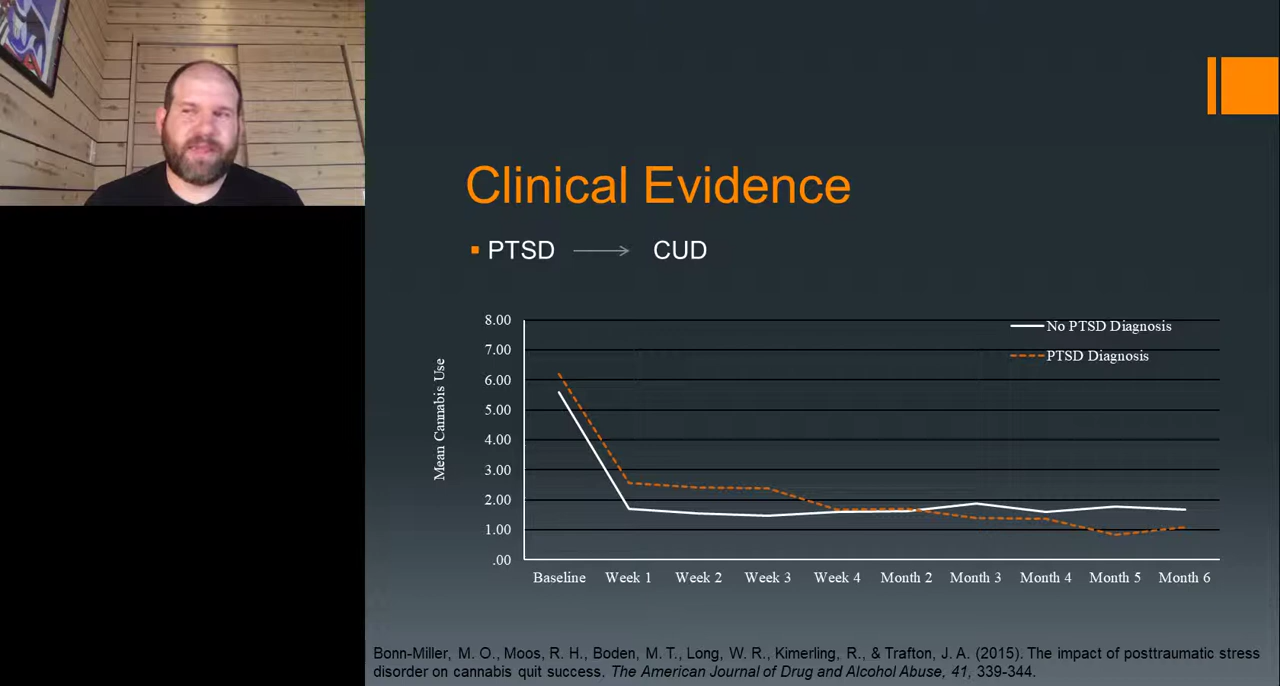 Clinical Evidence
PTSD CUD
No PTSD Diagnosis
PTSD Diagnosis
Mean Cannabis Use
8.00
7.00
6.00
5.00
4.00
3.00
2.00
1.00
.00
Baseline Week 1 Week 2 Week 3 Week 4 Month 2 Month 3 Month 4 Month 5 Month 6
Bonn-Miller, M. O., Moos, R. H., Boden, M. T., Long, W. R., Kimerling, R., & Trafton, J. A. (2015). The impact of posttraumatic stress
disorder on cannabis quit success. The American Journal of Drug and Alcohol Abuse, 41, 339-344.